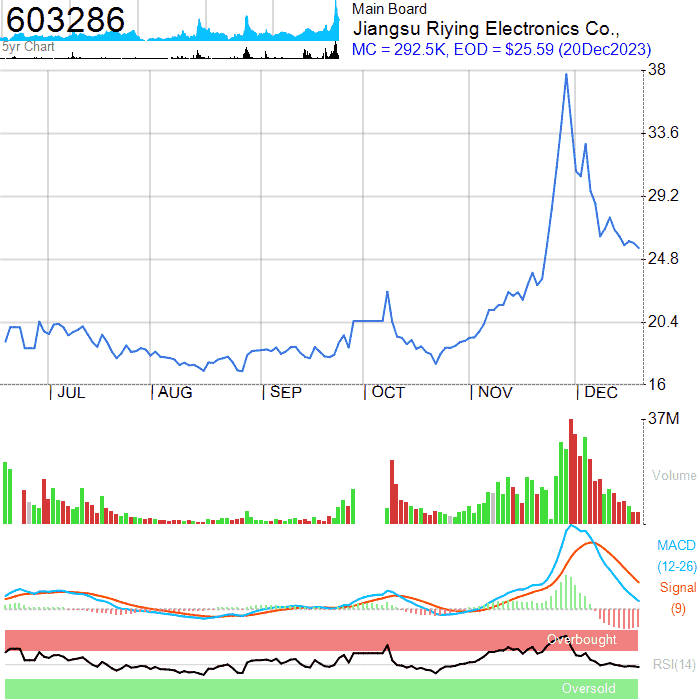 603286
5yr Chart
Main Board
Jiangsu Riying Electronics Co.,
MC = 292.5K, EOD = $25.59 (20Dec2023)
38
33.6
29.2
24.8
20.4
16
JUL
AUG
SEP
OCT
NOV
DEC
37M
Volume
MACD
(12-26)
Signal
(9)
Overbought
RSI(14)
Oversold